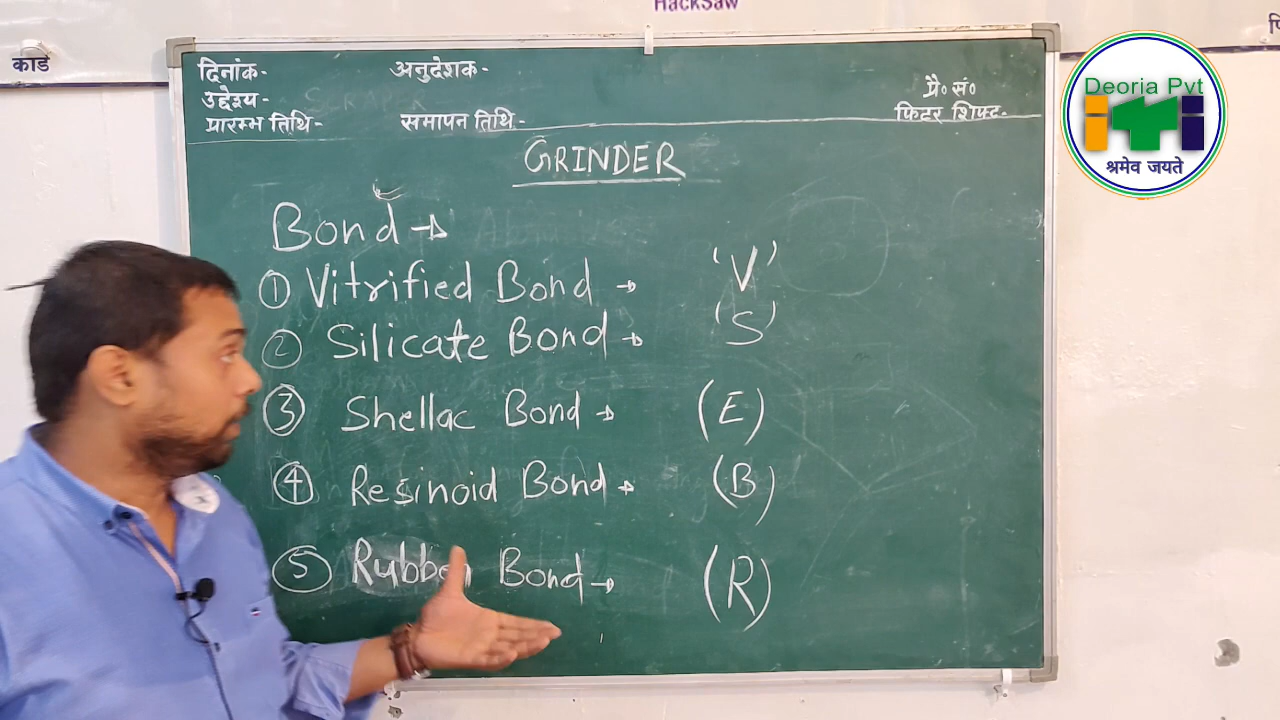 HackSaw
कार्ड
दिनांक- अनुदेशक-
उद्देश्य- प्रै० सं०
प्रारम्भ तिथि- समापन तिथि- फिटर शिफ्ट-
Deoria Pvt
ITI
श्रमेव जयते
GRINDER
Bond →
① Vitrified Bond → 'V'
② Silicate Bond → 'S'
③ Shellac Bond → (E)
④ Resinoid Bond → (B)
⑤ Rubber Bond → (R)